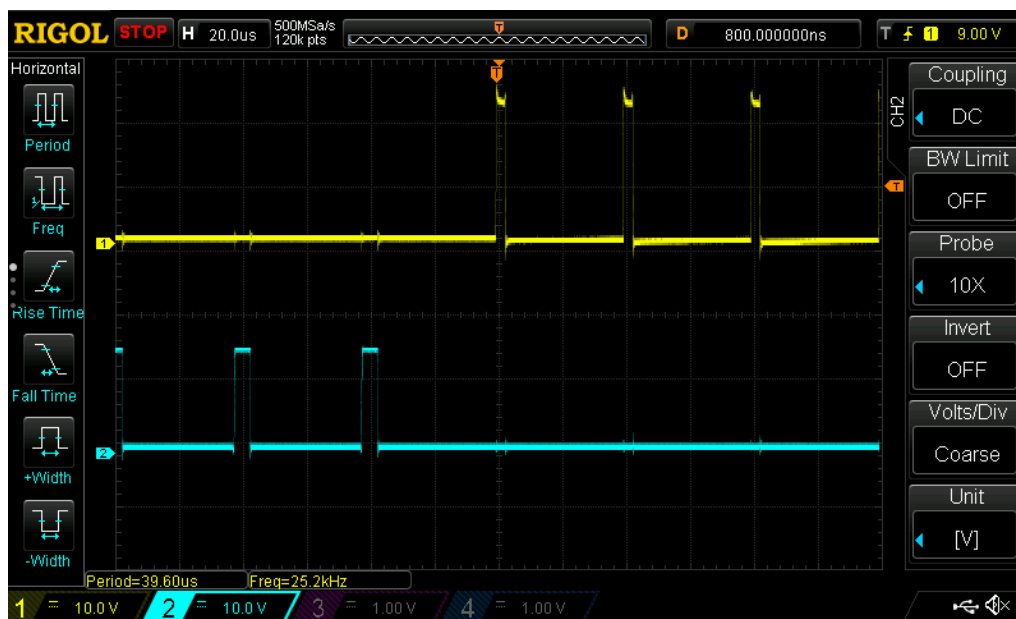 RIGOL STOP H 20.0us 500MSa/s 120k pts T D 800.000000ns T 1 9.00 V
Horizontal
Period
Freq
Rise Time
Fall Time
+Width
-Width
T
1
2
T
CH2
Coupling
DC
BW Limit
OFF
Probe
10X
Invert
OFF
Volts/Div
Coarse
Unit
[V]
Period=39.60us Freq=25.2kHz
1 = 10.0 V 2 = 10.0 V 3 = 1.00 V 4 = 1.00 V